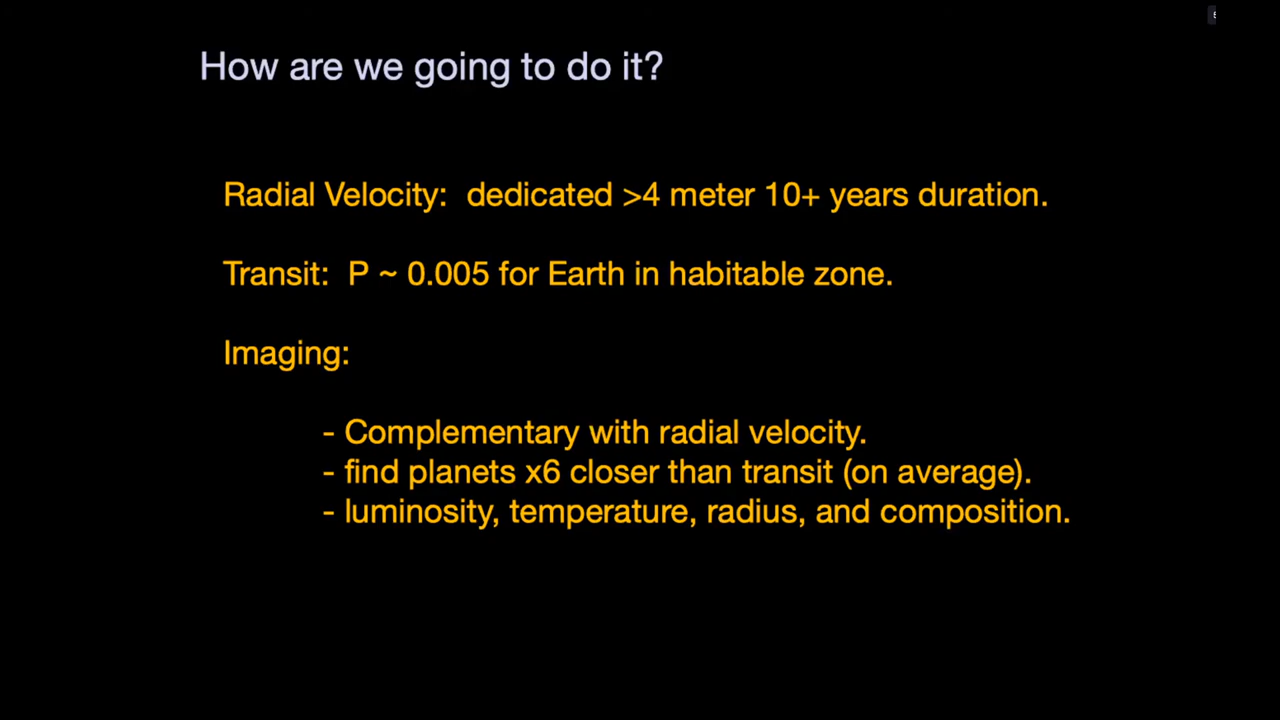 How are we going to do it?
Radial Velocity:  dedicated >4 meter 10+ years duration.
Transit:  P ~ 0.005 for Earth in habitable zone.
Imaging:
- Complementary with radial velocity.
- find planets x6 closer than transit (on average).
- luminosity, temperature, radius, and composition.